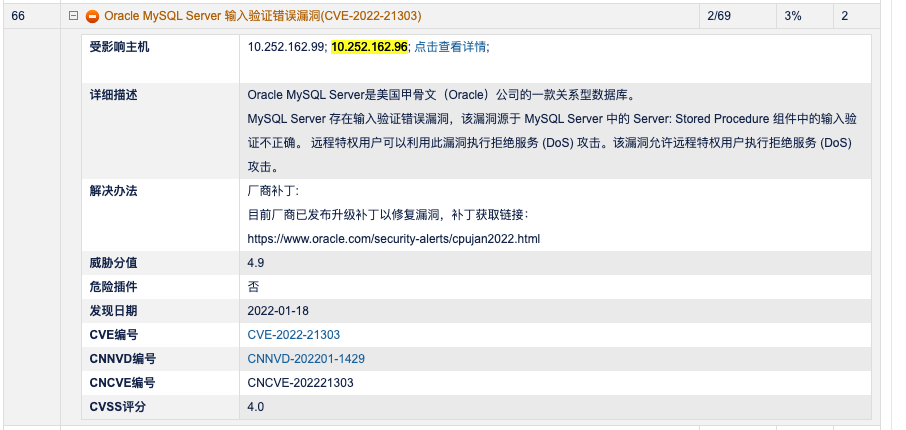 66 Oracle MySQL Server 输入验证错误漏洞(CVE-2022-21303) 2/69 3% 2
受影响主机 10.252.162.99; 10.252.162.96; 点击查看详情;
详细描述 Oracle MySQL Server是美国甲骨文（Oracle）公司的一款关系型数据库。
MySQL Server 存在输入验证错误漏洞，该漏洞源于 MySQL Server 中的 Server: Stored Procedure 组件中的输入验
证不正确。 远程特权用户可以利用此漏洞执行拒绝服务 (DoS) 攻击。该漏洞允许远程特权用户执行拒绝服务 (DoS)
攻击。
解决办法 厂商补丁:
目前厂商已发布升级补丁以修复漏洞，补丁获取链接：
https://www.oracle.com/security-alerts/cpujan2022.html
威胁分值 4.9
危险插件 否
发现日期 2022-01-18
CVE编号 CVE-2022-21303
CNNVD编号 CNNVD-202201-1429
CNCVE编号 CNCVE-202221303
CVSS评分 4.0